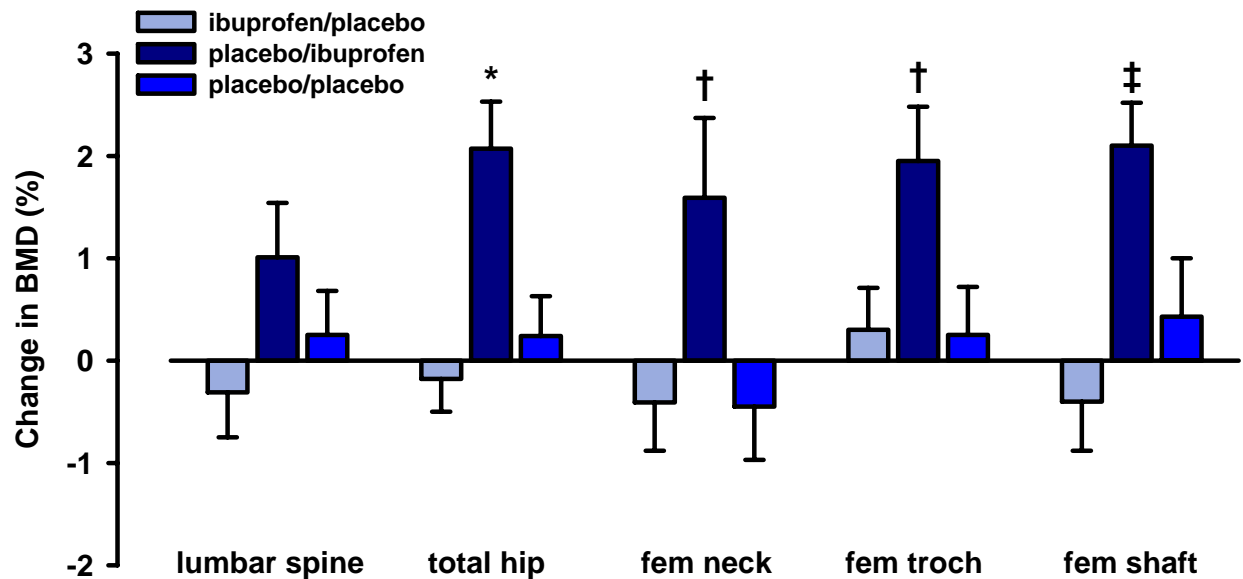 ibuprofen/placebo
placebo/ibuprofen
placebo/placebo
Change in BMD (%)
3
2
1
0
-1
-2
*
†
†
‡
lumbar spine
total hip
fem neck
fem troch
fem shaft